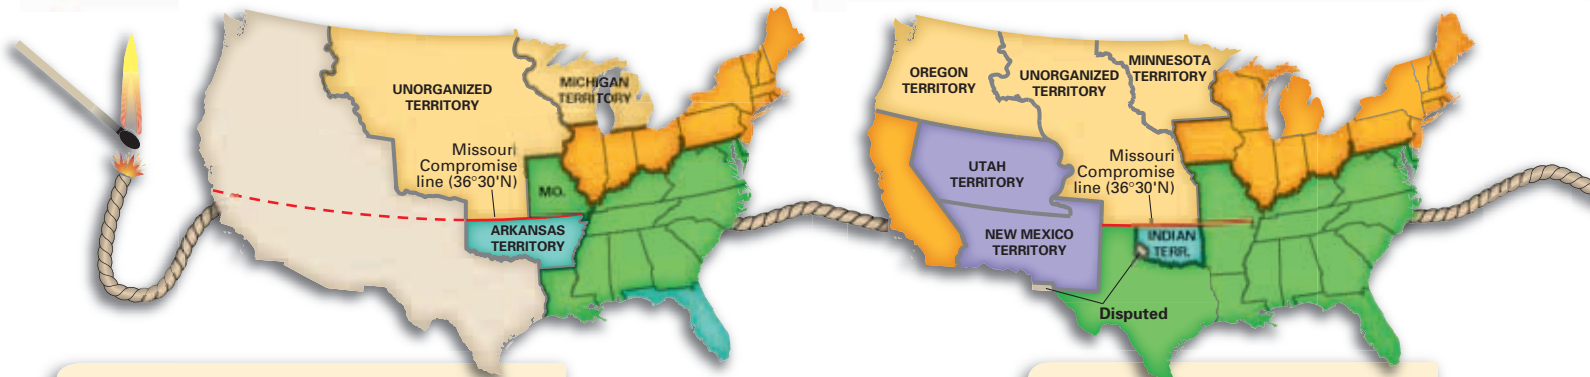 UNORGANIZED
TERRITORY
MICHIGAN
TERRITORY
Missouri
Compromise
line (36°30'N)
MO.
ARKANSAS
TERRITORY
OREGON
TERRITORY
UNORGANIZED
TERRITORY
MINNESOTA
TERRITORY
UTAH
TERRITORY
Missouri
Compromise
line (36°30'N)
NEW MEXICO
TERRITORY
INDIAN
TERR.
Disputed